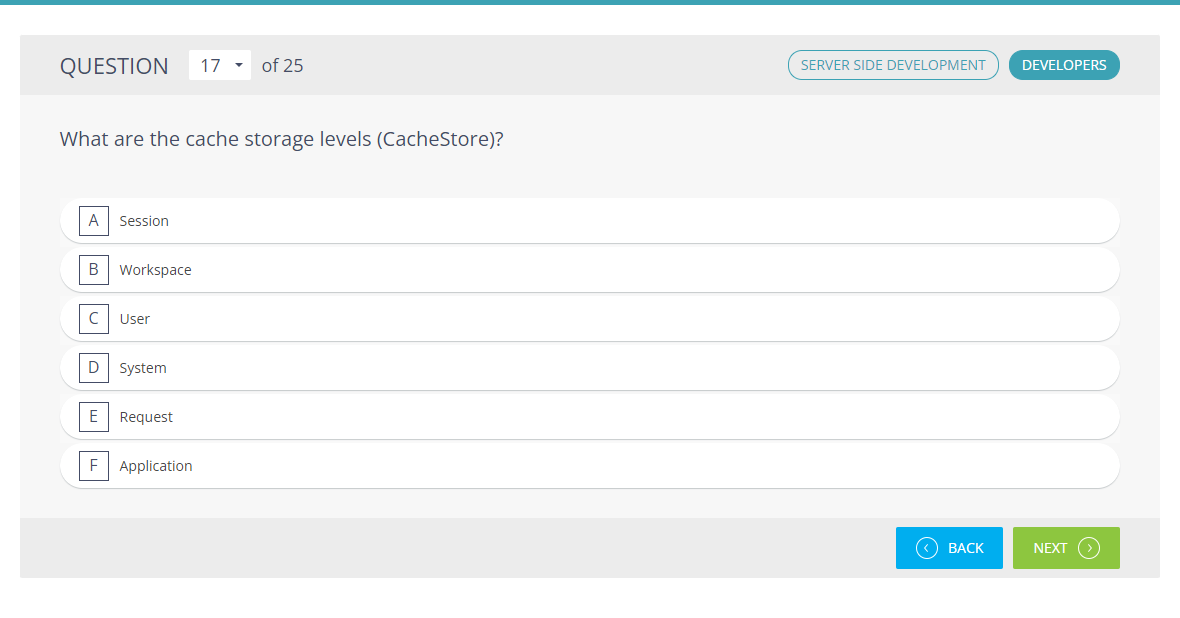 QUESTION 17 of 25 SERVER SIDE DEVELOPMENT DEVELOPERS
What are the cache storage levels (CacheStore)?
A Session
B Workspace
C User
D System
E Request
F Application
BACK NEXT